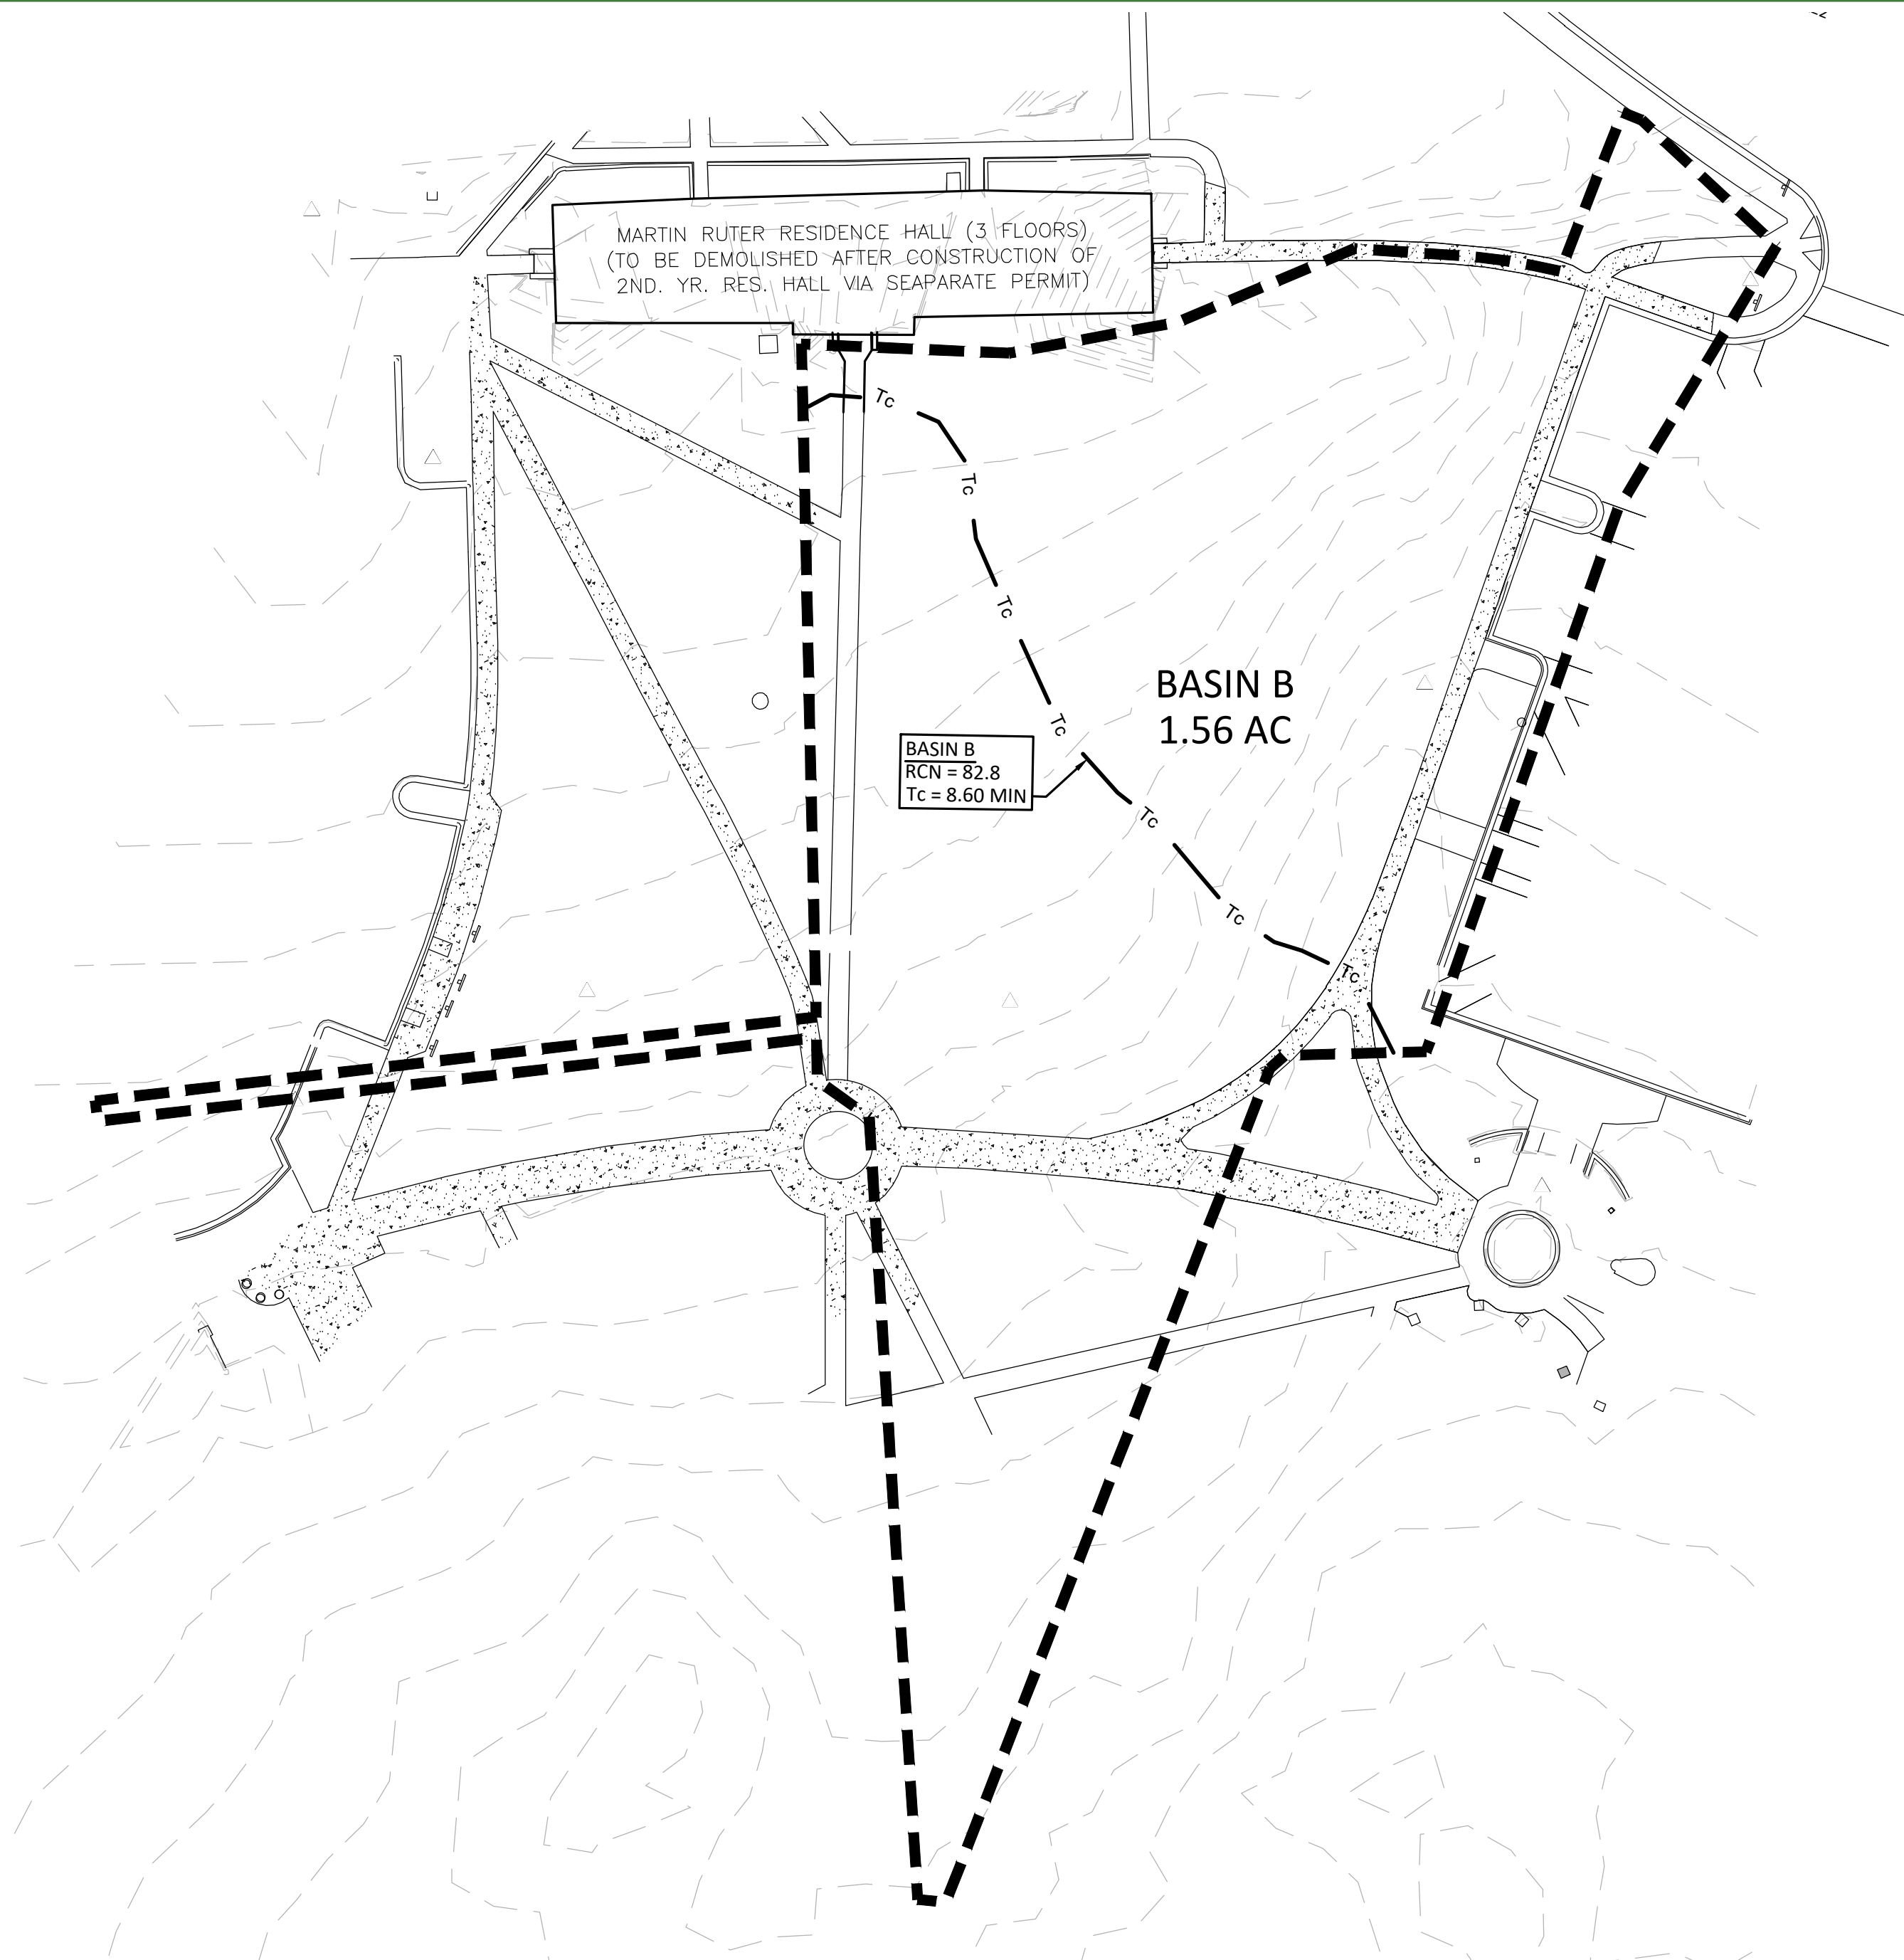 MARTIN RUTER RESIDENCE HALL (3 FLOORS)
(TO BE DEMOLISHED AFTER CONSTRUCTION OF
2ND. YR. RES. HALL VIA SEAPARATE PERMIT)
Tc
Tc
Tc
BASIN B
1.56 AC
Tc
BASIN B
RCN = 82.8
Tc = 8.60 MIN
Tc
Tc
Tc